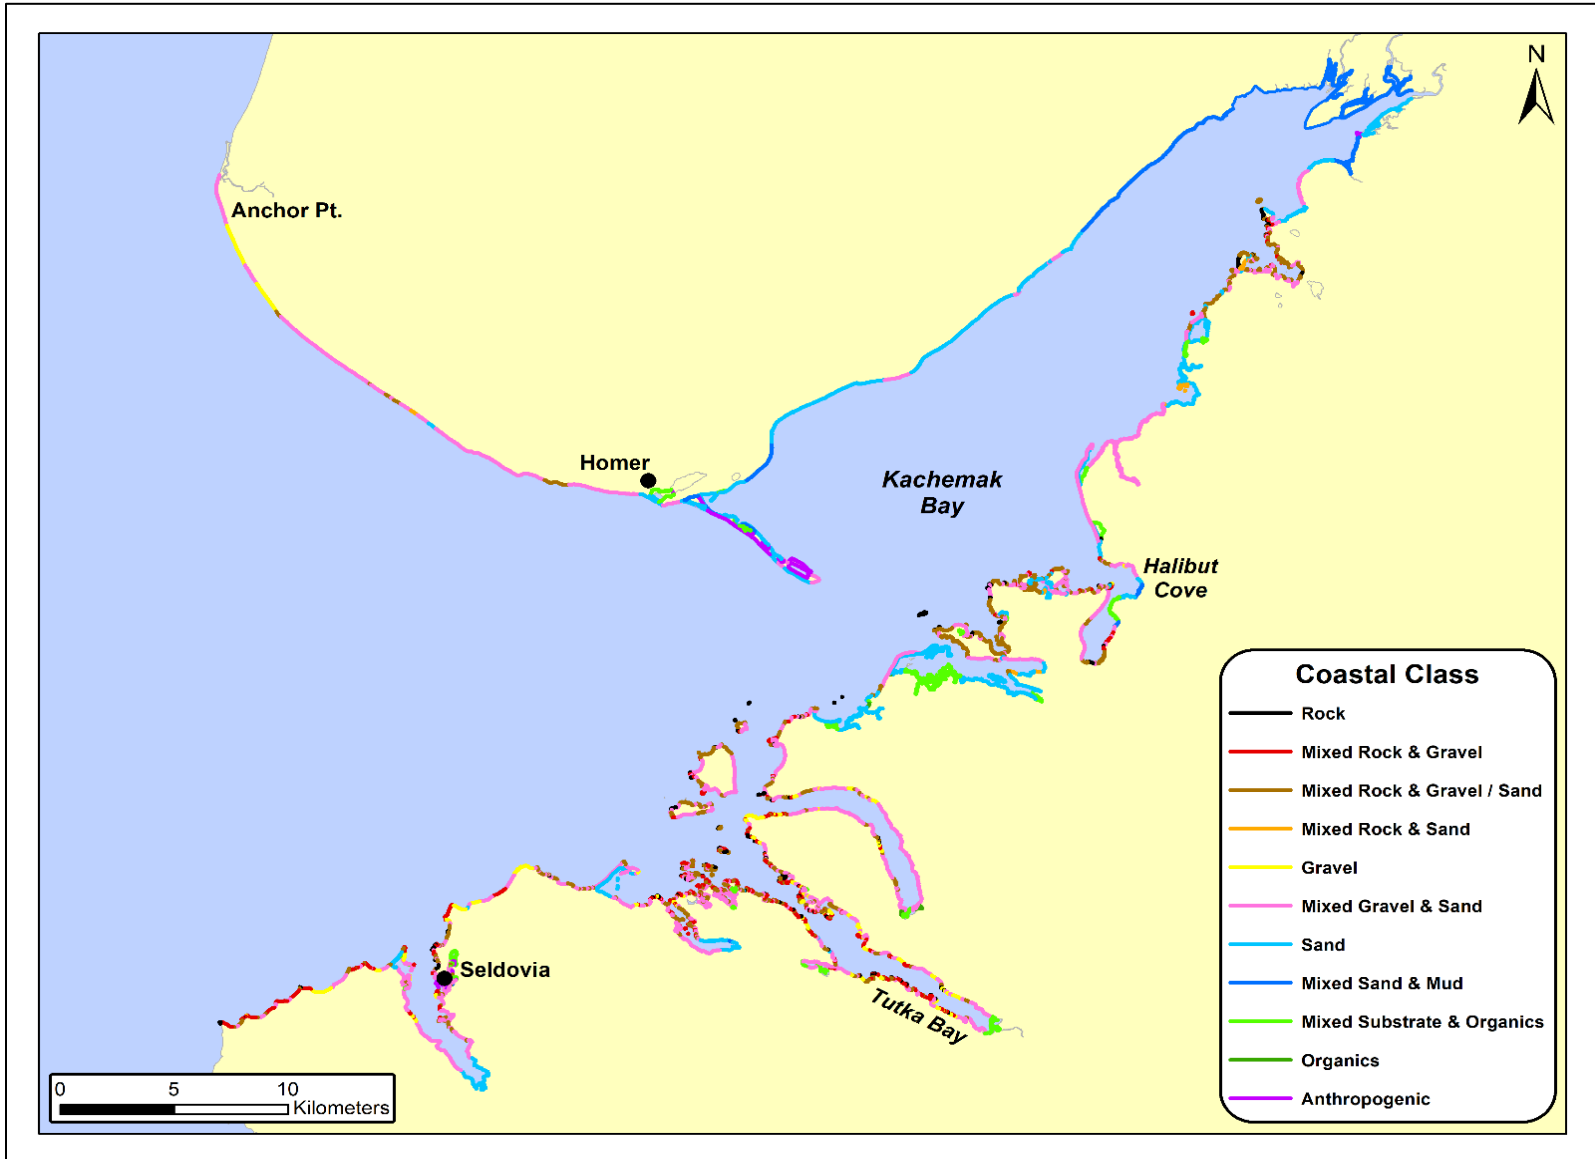 N
Anchor Pt.
Homer
Kachemak
Bay
Halibut
Cove
Seldovia
Tutka Bay
Coastal Class
Rock
Mixed Rock & Gravel
Mixed Rock & Gravel / Sand
Mixed Rock & Sand
Gravel
Mixed Gravel & Sand
Sand
Mixed Sand & Mud
Mixed Substrate & Organics
Organics
Anthropogenic
0 5 10
Kilometers